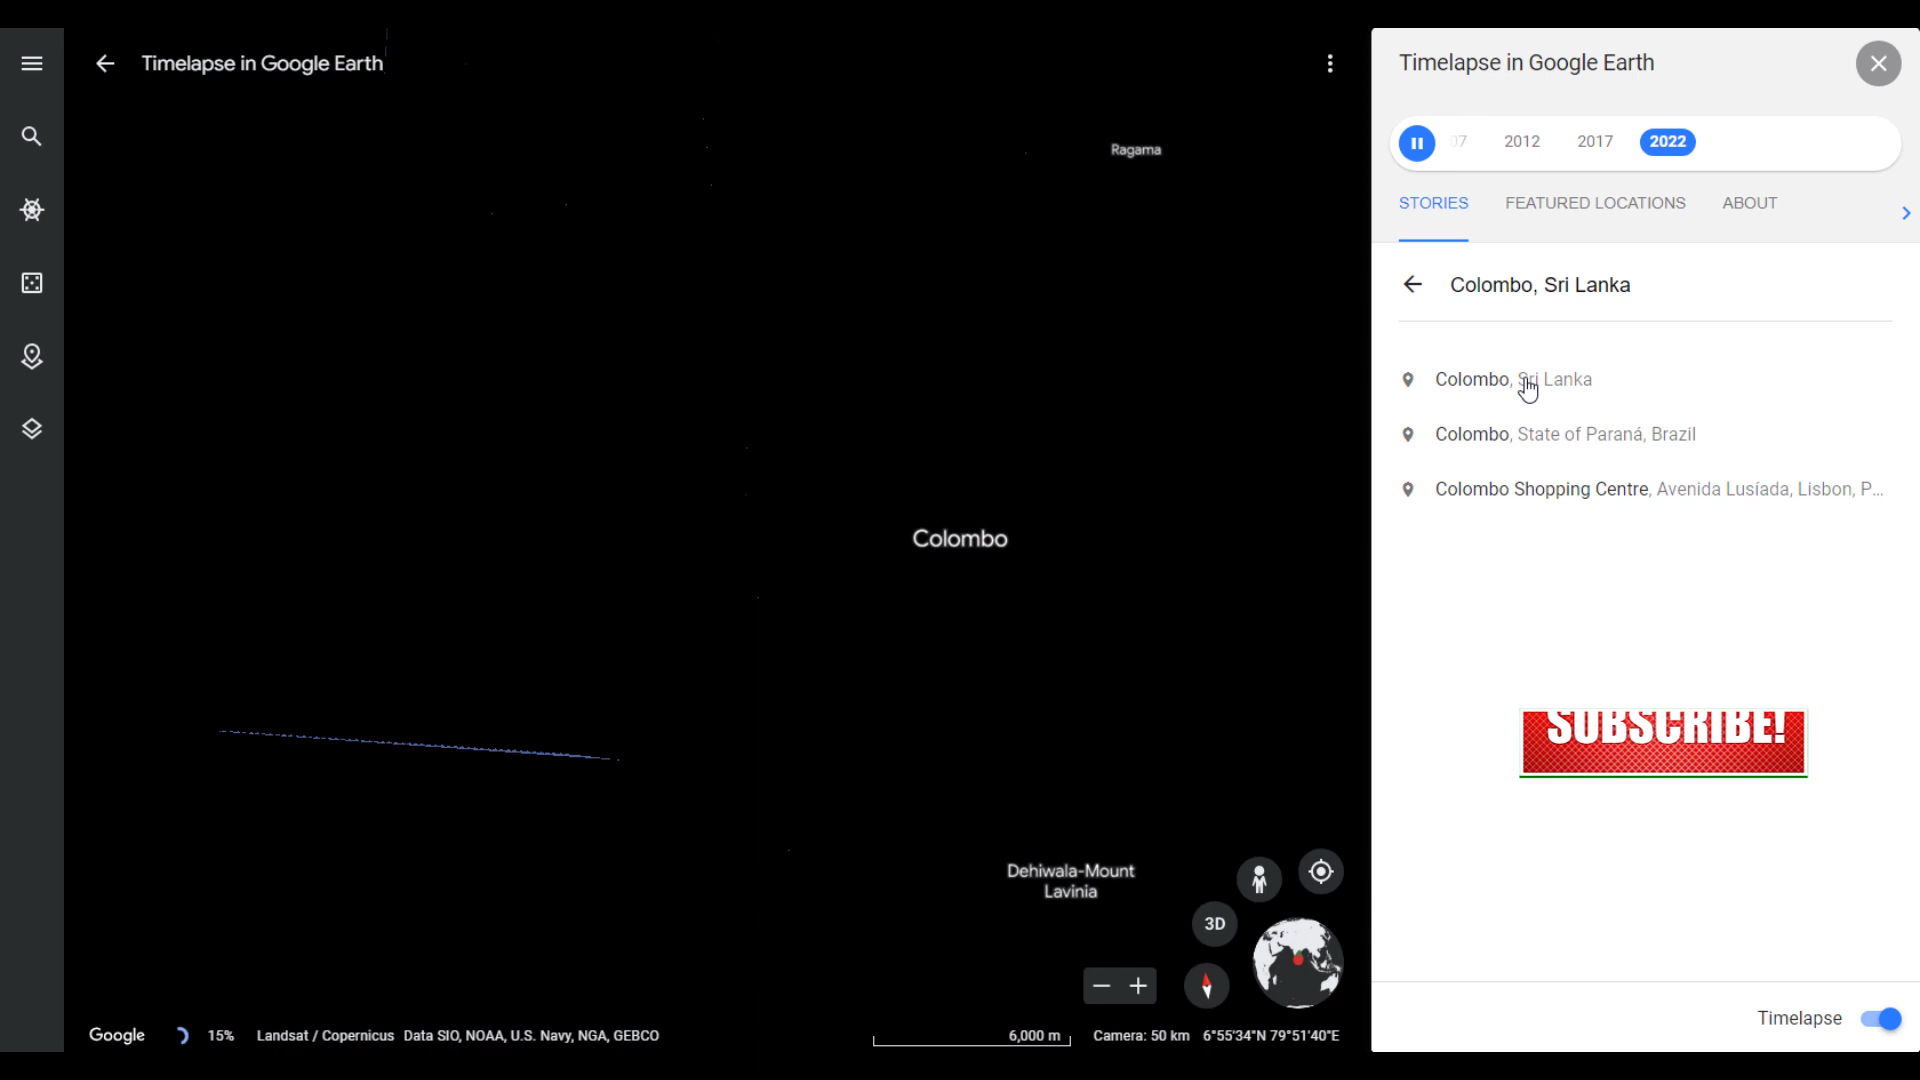 Timelapse in Google Earth
Ragama
Colombo
Dehiwala-Mount
Lavinia
3D
Google 15% Landsat / Copernicus Data SIO, NOAA, U.S. Navy, NGA, GEBCO 6,000 m Camera: 50 km 6°55'34"N 79°51'40"E
Timelapse in Google Earth
07 2012 2017 2022
STORIES FEATURED LOCATIONS ABOUT
Colombo, Sri Lanka
Colombo, Sri Lanka
Colombo, State of Paraná, Brazil
Colombo Shopping Centre, Avenida Lusíada, Lisbon, P...
SUBSCRIBE!
Timelapse